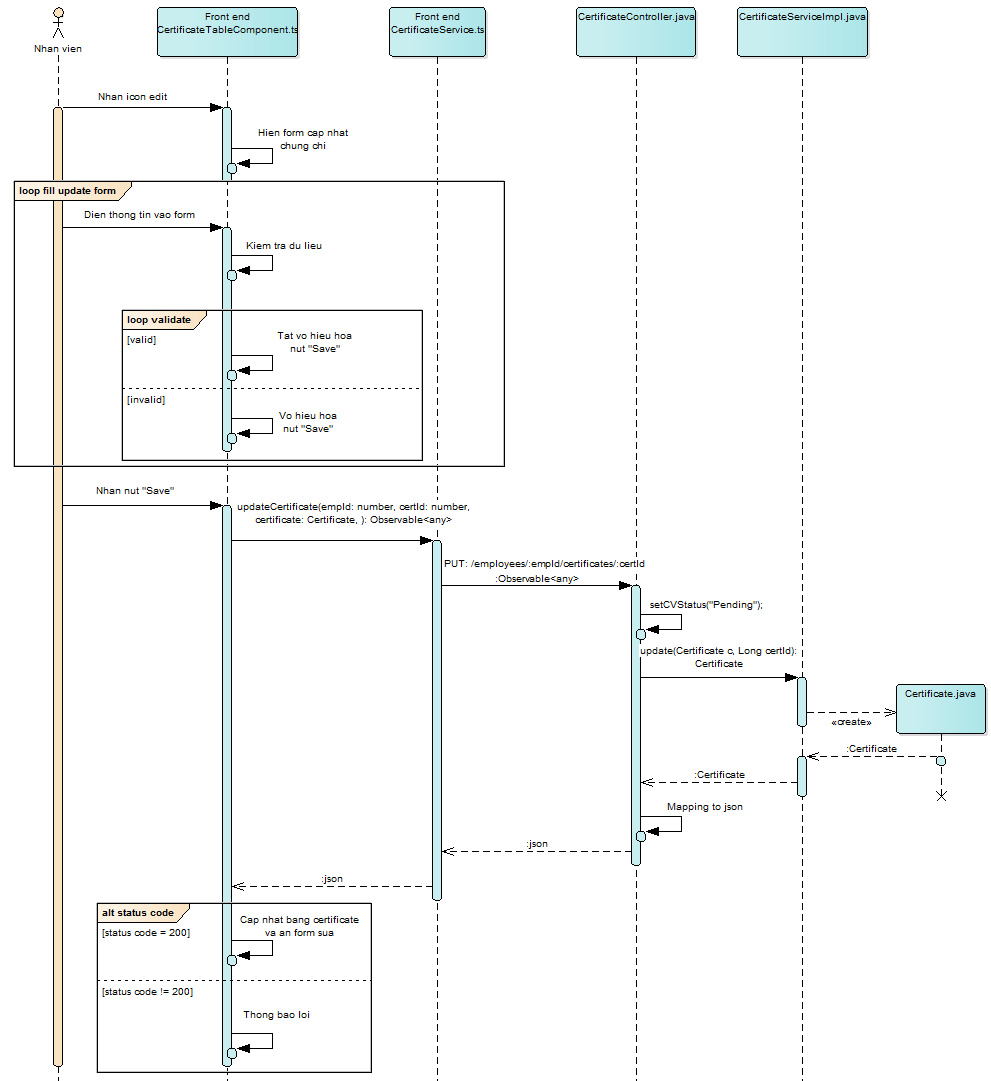 Front end
CertificateTableComponent.ts
Front end
CertificateService.ts
CertificateController.java
CertificateServiceImpl.java
Nhan vien
Nhan icon edit
Hien form cap nhat
chung chi
loop fill update form
Dien thong tin vao form
Kiem tra du lieu
loop validate
[valid]
Tat vo hieu hoa
nut "Save"
[invalid]
Vo hieu hoa
nut "Save"
Nhan nut "Save"
updateCertificate(empId: number, certId: number,
certificate: Certificate, ): Observable<any>
PUT: /employees/:empId/certificates/:certId
:Observable<any>
setCVStatus("Pending");
update(Certificate c, Long certId):
Certificate
Certificate.java
«create»
:Certificate
:Certificate
Mapping to json
:json
:json
alt status code
[status code = 200]
Cap nhat bang certificate
va an form sua
[status code != 200]
Thong bao loi